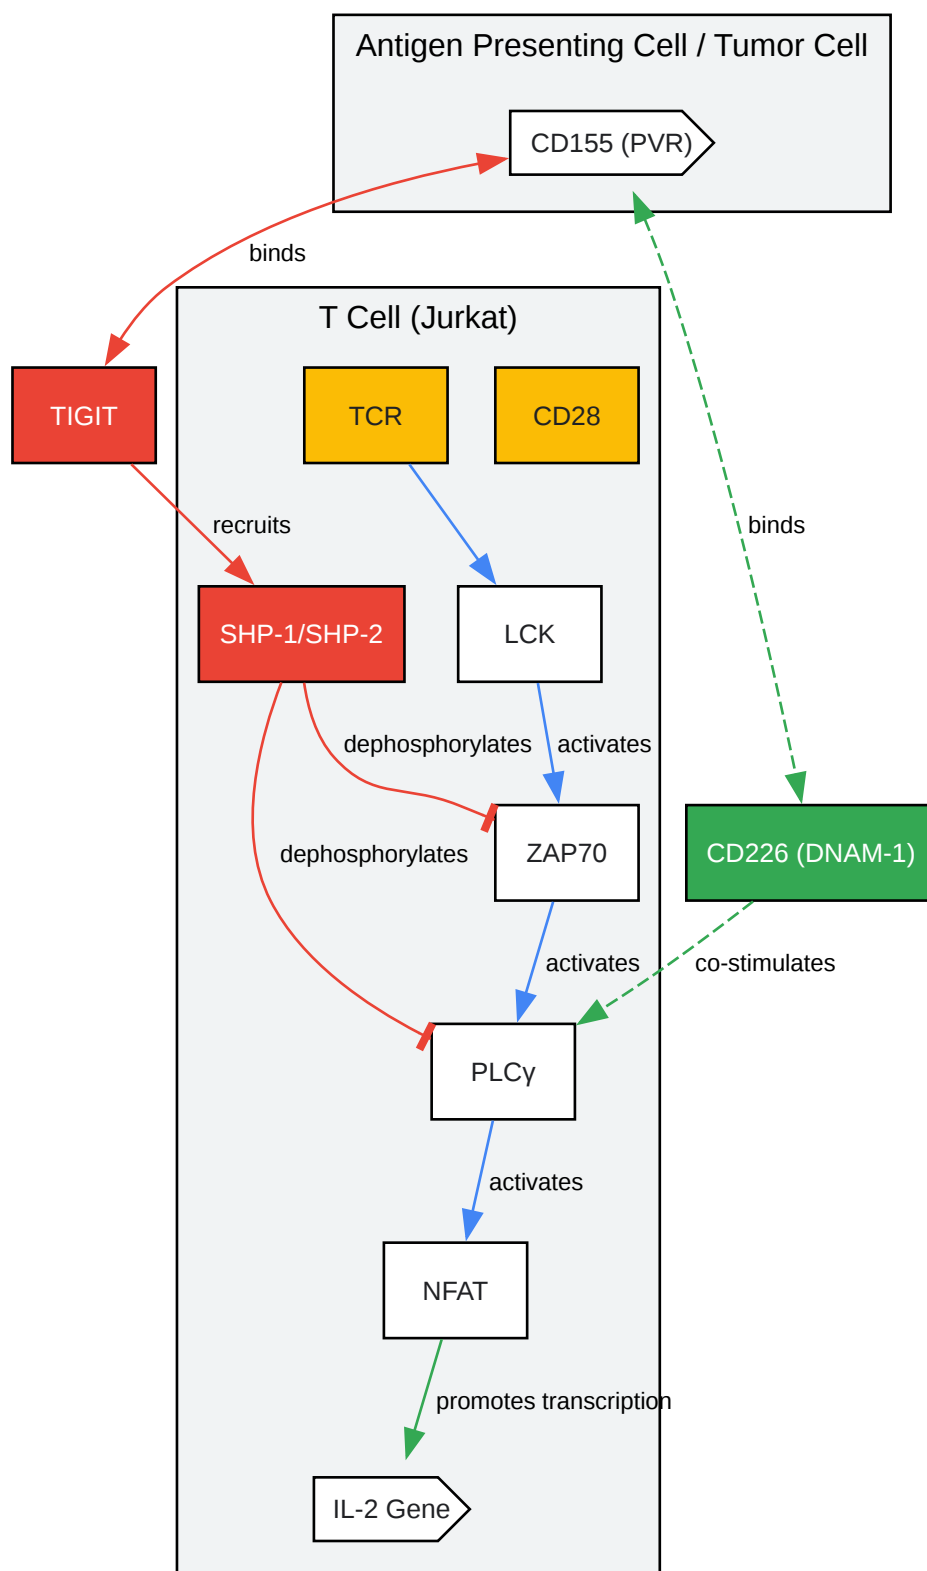 Antigen Presenting Cell / Tumor Cell
CD155 (PVR)
binds
T Cell (Jurkat)
TIGIT
TCR
CD28
recruits
binds
SHP-1/SHP-2
LCK
dephosphorylates
activates
dephosphorylates
ZAP70
CD226 (DNAM-1)
activates
co-stimulates
PLCγ
activates
NFAT
promotes transcription
IL-2 Gene